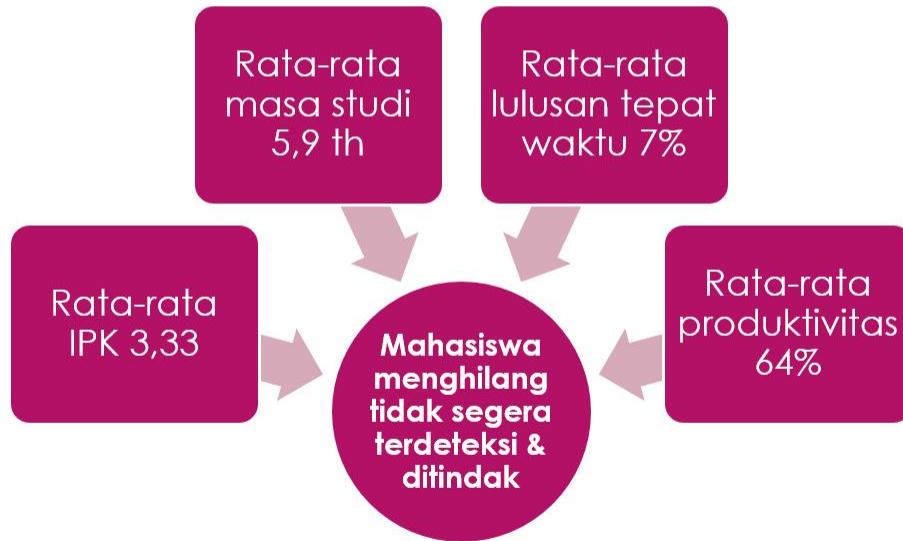 Rata-rata
masa studi
5,9 th
Rata-rata
lulusan tepat
waktu 7%
Rata-rata
IPK 3,33
Rata-rata
produktivitas
64%
Mahasiswa
menghilang
tidak segera
terdeteksi &
ditindak